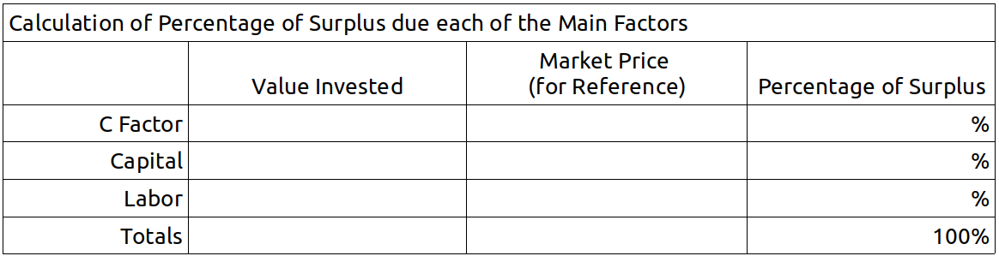 Calculation of Percentage of Surplus due each of the Main Factors
Value Invested
Market Price
(for Reference)
Percentage of Surplus
C Factor
%
Capital
%
Labor
%
Totals
100%